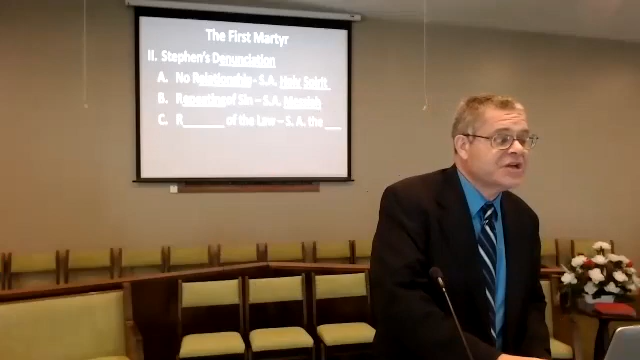 The First Martyr
II. Stephen's Denunciation
A. No Relationship - S.A. Holy Spirit
B. Repeating of Sin – S.A. Messiah
C. R_______ of the Law – S. A. the ___